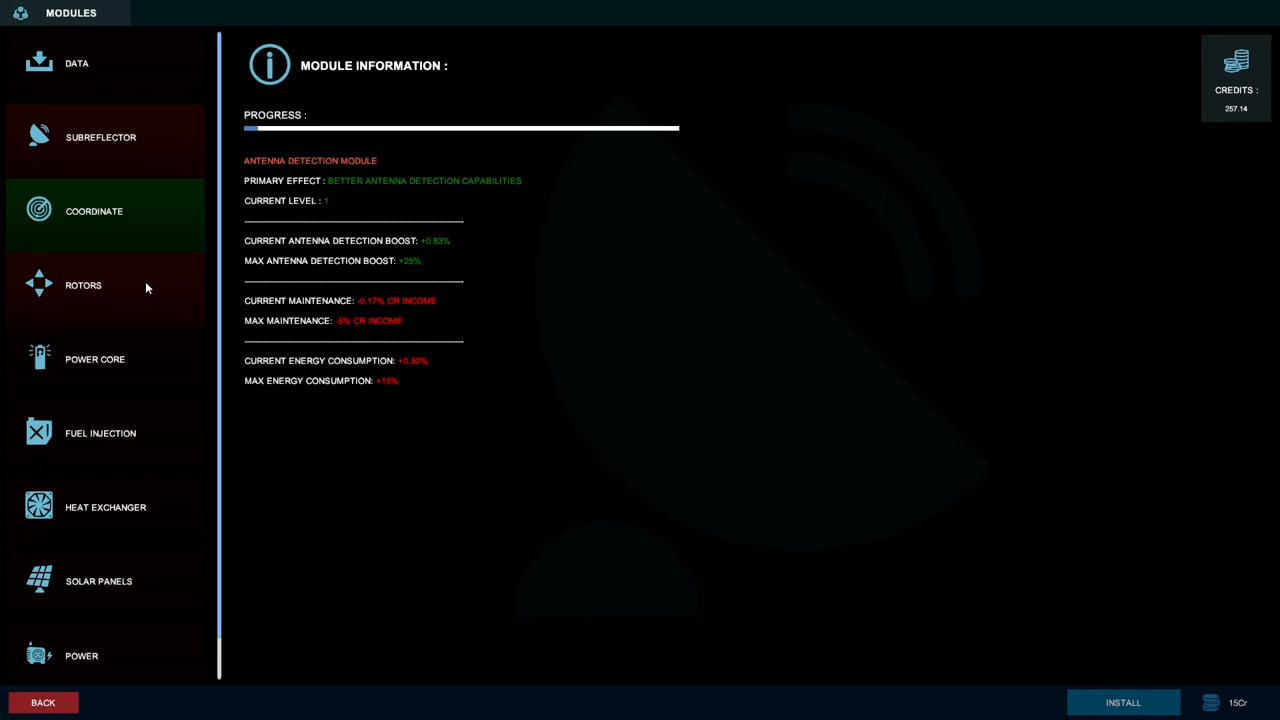 MODULES
DATA
SUBREFLECTOR
COORDINATE
ROTORS
POWER CORE
FUEL INJECTION
HEAT EXCHANGER
SOLAR PANELS
POWER
BACK
MODULE INFORMATION :
PROGRESS :
ANTENNA DETECTION MODULE
PRIMARY EFFECT : BETTER ANTENNA DETECTION CAPABILITIES
CURRENT LEVEL : 1
CURRENT ANTENNA DETECTION BOOST: +0.83%
MAX ANTENNA DETECTION BOOST: +25%
CURRENT MAINTENANCE: -0.17% CR INCOME
MAX MAINTENANCE: -5% CR INCOME
CURRENT ENERGY CONSUMPTION: +0.50%
MAX ENERGY CONSUMPTION: +15%
CREDITS :
257.14
INSTALL
15Cr